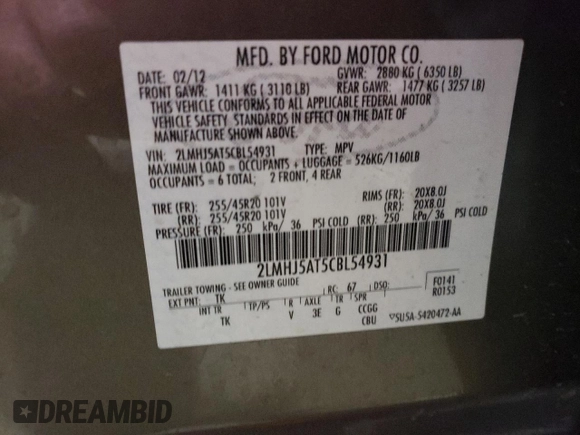 MFD. BY FORD MOTOR CO.
DATE: 02/12 GVWR: 2880 KG ( 6350 LB)
FRONT GAWR: 1411 KG ( 3110 LB) REAR GAWR: 1477 KG ( 3257 LB)
THIS VEHICLE CONFORMS TO ALL APPLICABLE FEDERAL MOTOR
VEHICLE SAFETY STANDARDS IN EFFECT ON THE DATE OF
MANUFACTURE SHOWN ABOVE.
VIN: 2LMHJ5AT5CBL54931 TYPE: MPV
MAXIMUM LOAD = OCCUPANTS + LUGGAGE = 526KG/1160LB
OCCUPANTS = 6 TOTAL: 2 FRONT, 4 REAR
TIRE (FR): 255/45R20 101V RIMS (FR): 20X8.0J
(RR): 255/45R20 101V (RR): 20X8.0J
PRESSURE (FR): 250 kPa/ 36 PSI COLD (RR): 250 kPa/ 36 PSI COLD
2LMHJ5AT5CBL54931
TRAILER TOWING - SEE OWNER GUIDE RC: 67 DSO: F0141
EXT PNT: TK R0153
INT TR TP/PS R AXLE TR SPR CCGG
TK V 3E G CBU
5U5A-5420472-AA
DREAMBID